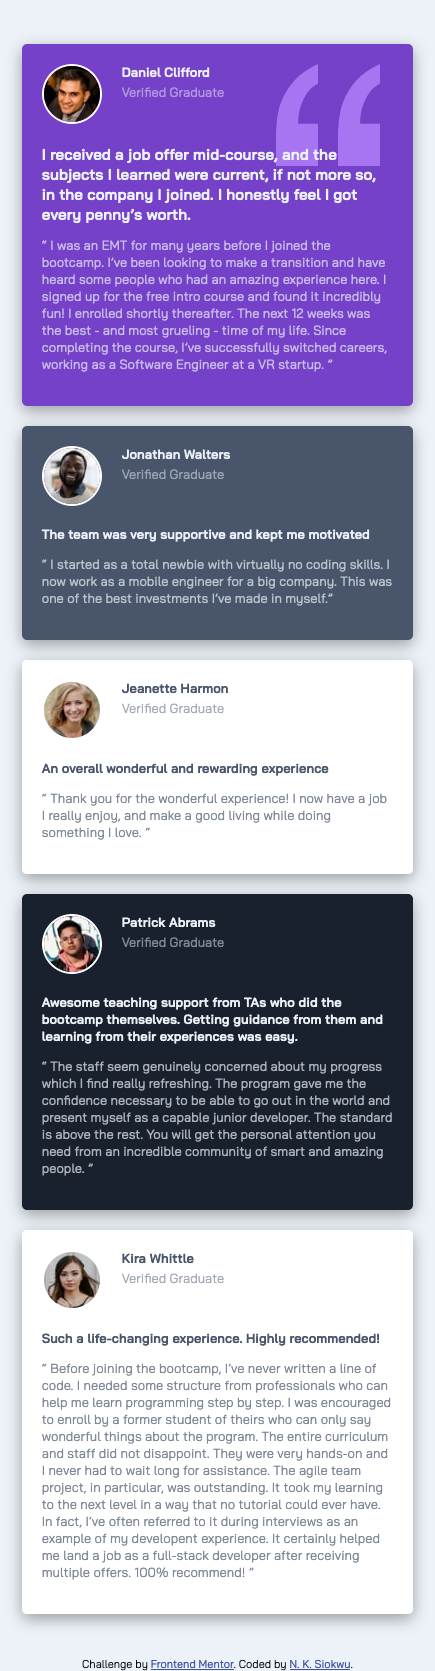 Daniel Clifford
Verified Graduate
I received a job offer mid-course, and the
subjects I learned were current, if not more so,
in the company I joined. I honestly feel I got
every penny’s worth.
“ I was an EMT for many years before I joined the
bootcamp. I’ve been looking to make a transition and have
heard some people who had an amazing experience here. I
signed up for the free intro course and found it incredibly
fun! I enrolled shortly thereafter. The next 12 weeks was
the best - and most grueling - time of my life. Since
completing the course, I’ve successfully switched careers,
working as a Software Engineer at a VR startup. ”
Jonathan Walters
Verified Graduate
The team was very supportive and kept me motivated
“ I started as a total newbie with virtually no coding skills. I
now work as a mobile engineer for a big company. This was
one of the best investments I’ve made in myself.”
Jeanette Harmon
Verified Graduate
An overall wonderful and rewarding experience
“ Thank you for the wonderful experience! I now have a job
I really enjoy, and make a good living while doing
something I love. ”
Patrick Abrams
Verified Graduate
Awesome teaching support from TAs who did the
bootcamp themselves. Getting guidance from them and
learning from their experiences was easy.
“ The staff seem genuinely concerned about my progress
which I find really refreshing. The program gave me the
confidence necessary to be able to go out in the world and
present myself as a capable junior developer. The standard
is above the rest. You will get the personal attention you
need from an incredible community of smart and amazing
people. ”
Kira Whittle
Verified Graduate
Such a life-changing experience. Highly recommended!
“ Before joining the bootcamp, I’ve never written a line of
code. I needed some structure from professionals who can
help me learn programming step by step. I was encouraged
to enroll by a former student of theirs who can only say
wonderful things about the program. The entire curriculum
and staff did not disappoint. They were very hands-on and
I never had to wait long for assistance. The agile team
project, in particular, was outstanding. It took my learning
to the next level in a way that no tutorial could ever have.
In fact, I’ve often referred to it during interviews as an
example of my developent experience. It certainly helped
me land a job as a full-stack developer after receiving
multiple offers. 100% recommend! ”
Challenge by Frontend Mentor. Coded by N. K. Siokwu.